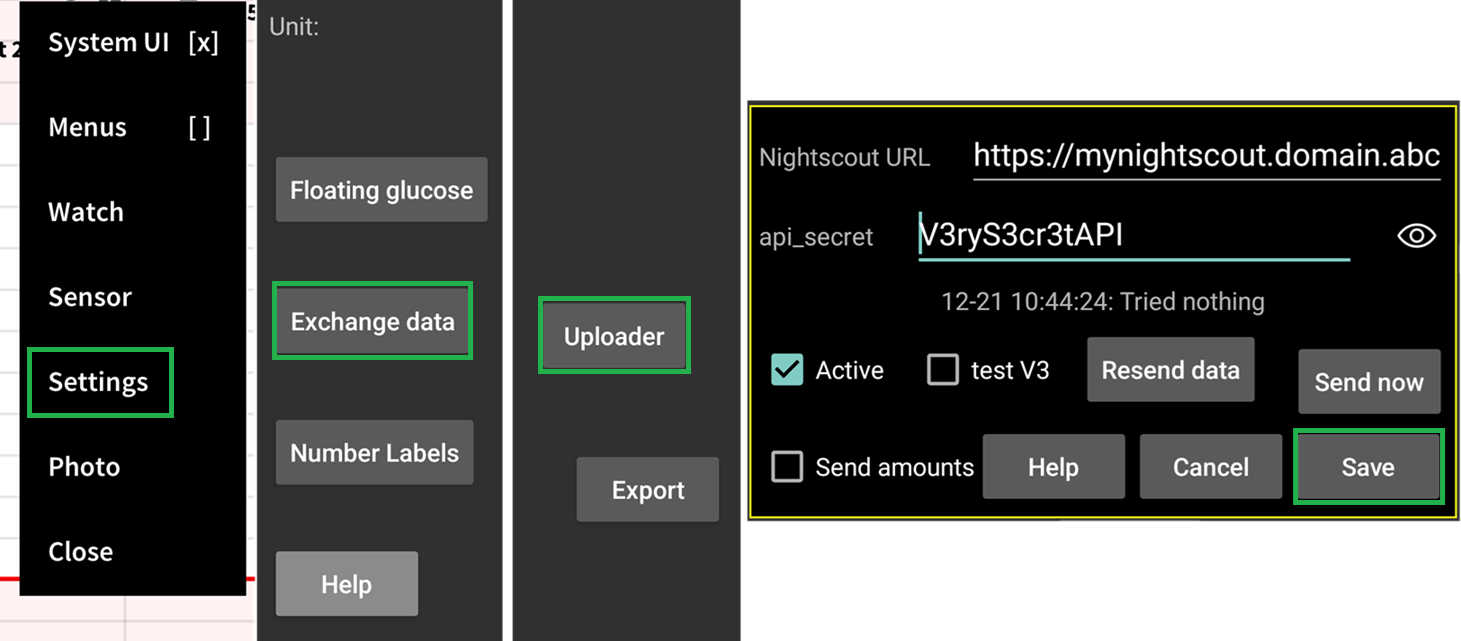 System UI [x]
Menus [ ]
Watch
Sensor
Settings
Photo
Close
Unit:
Floating glucose
Exchange data
Number Labels
Help
Uploader
Export
Nightscout URL https://mynightscout.domain.abc
api_secret V3ryS3cr3tAPI
12-21 10:44:24: Tried nothing
Active test V3 Resend data Send now
Send amounts Help Cancel Save